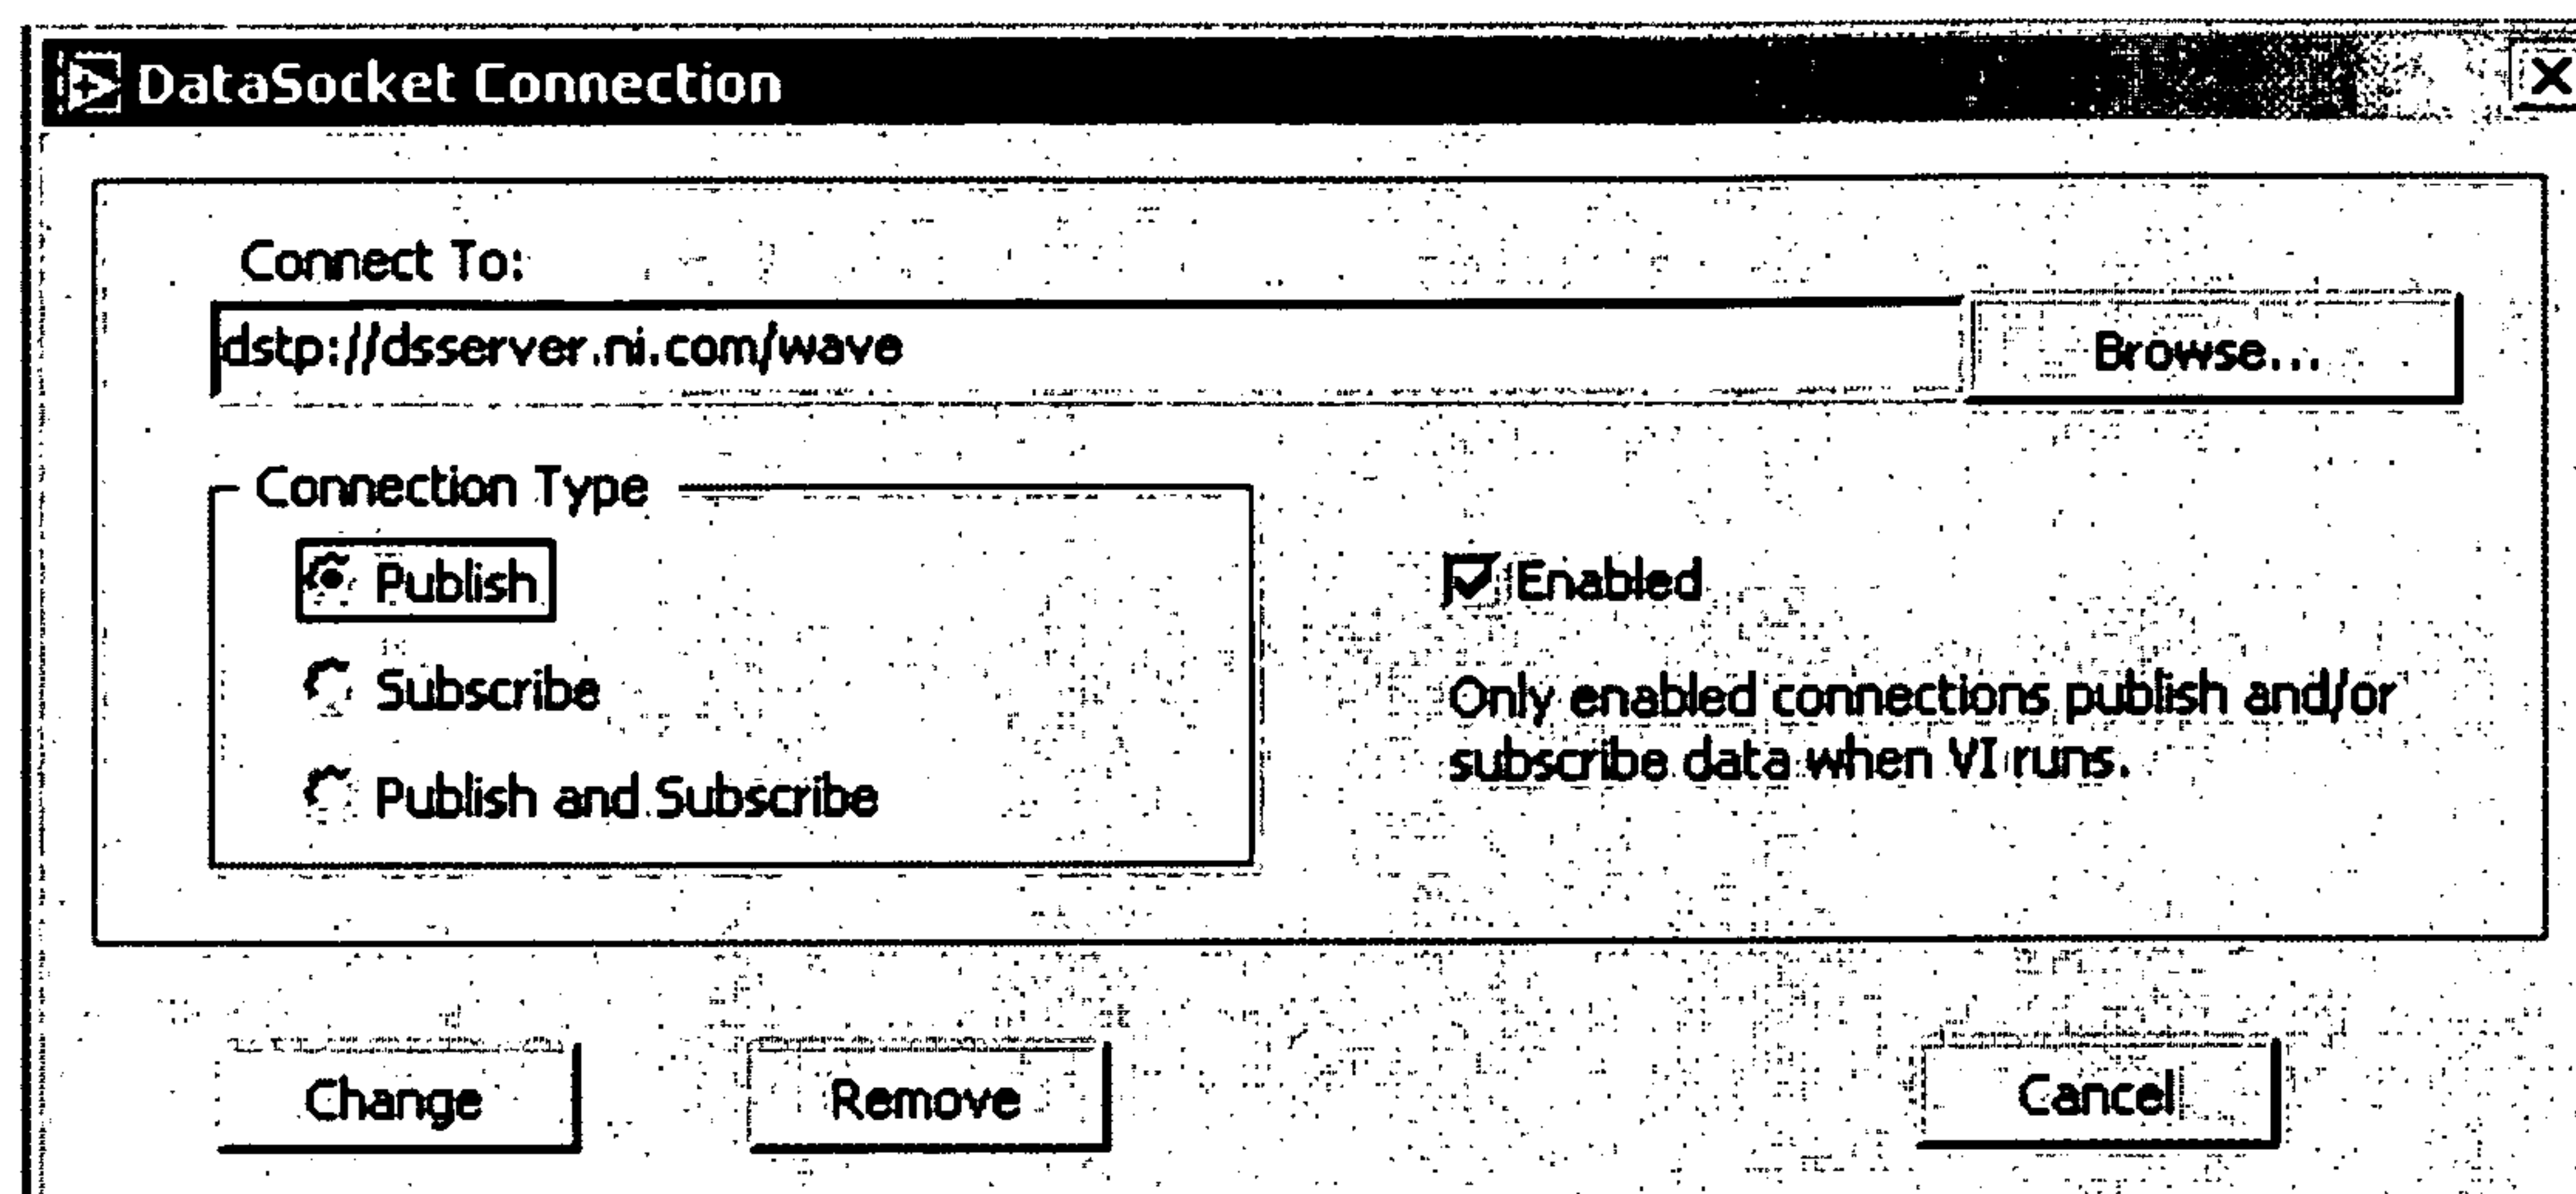 DataSocket Connection
Connect To:
dstp://dsserver.ni.com/wave
Browse...
Connection Type
Publish
Enabled
Subscribe
Only enabled connections publish and/or
subscribe data when VI runs.
Publish and Subscribe
Change
Remove
Cancel